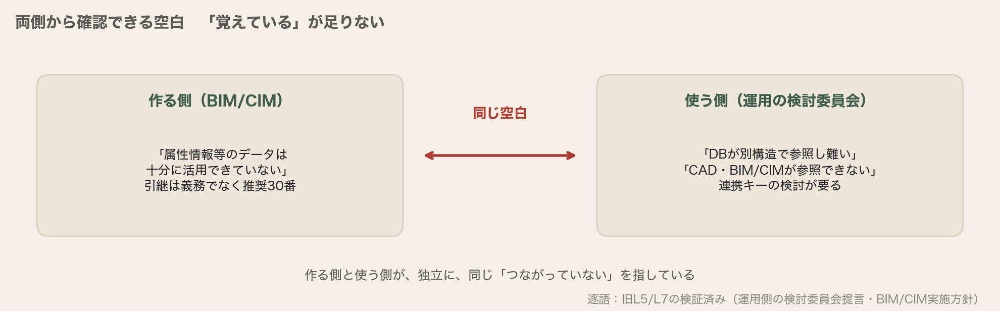 両側から確認できる空白　「覚えている」が足りない
作る側（BIM/CIM）
「属性情報等のデータは
十分に活用できていない」
引継は義務でなく推奨30番
同じ空白
使う側（運用の検討委員会）
「DBが別構造で参照し難い」
「CAD・BIM/CIMが参照できない」
連携キーの検討が要る
作る側と使う側が、独立に、同じ「つながっていない」を指している
逐語：旧L5/L7の検証済み（運用側の検討委員会提言・BIM/CIM実施方針）